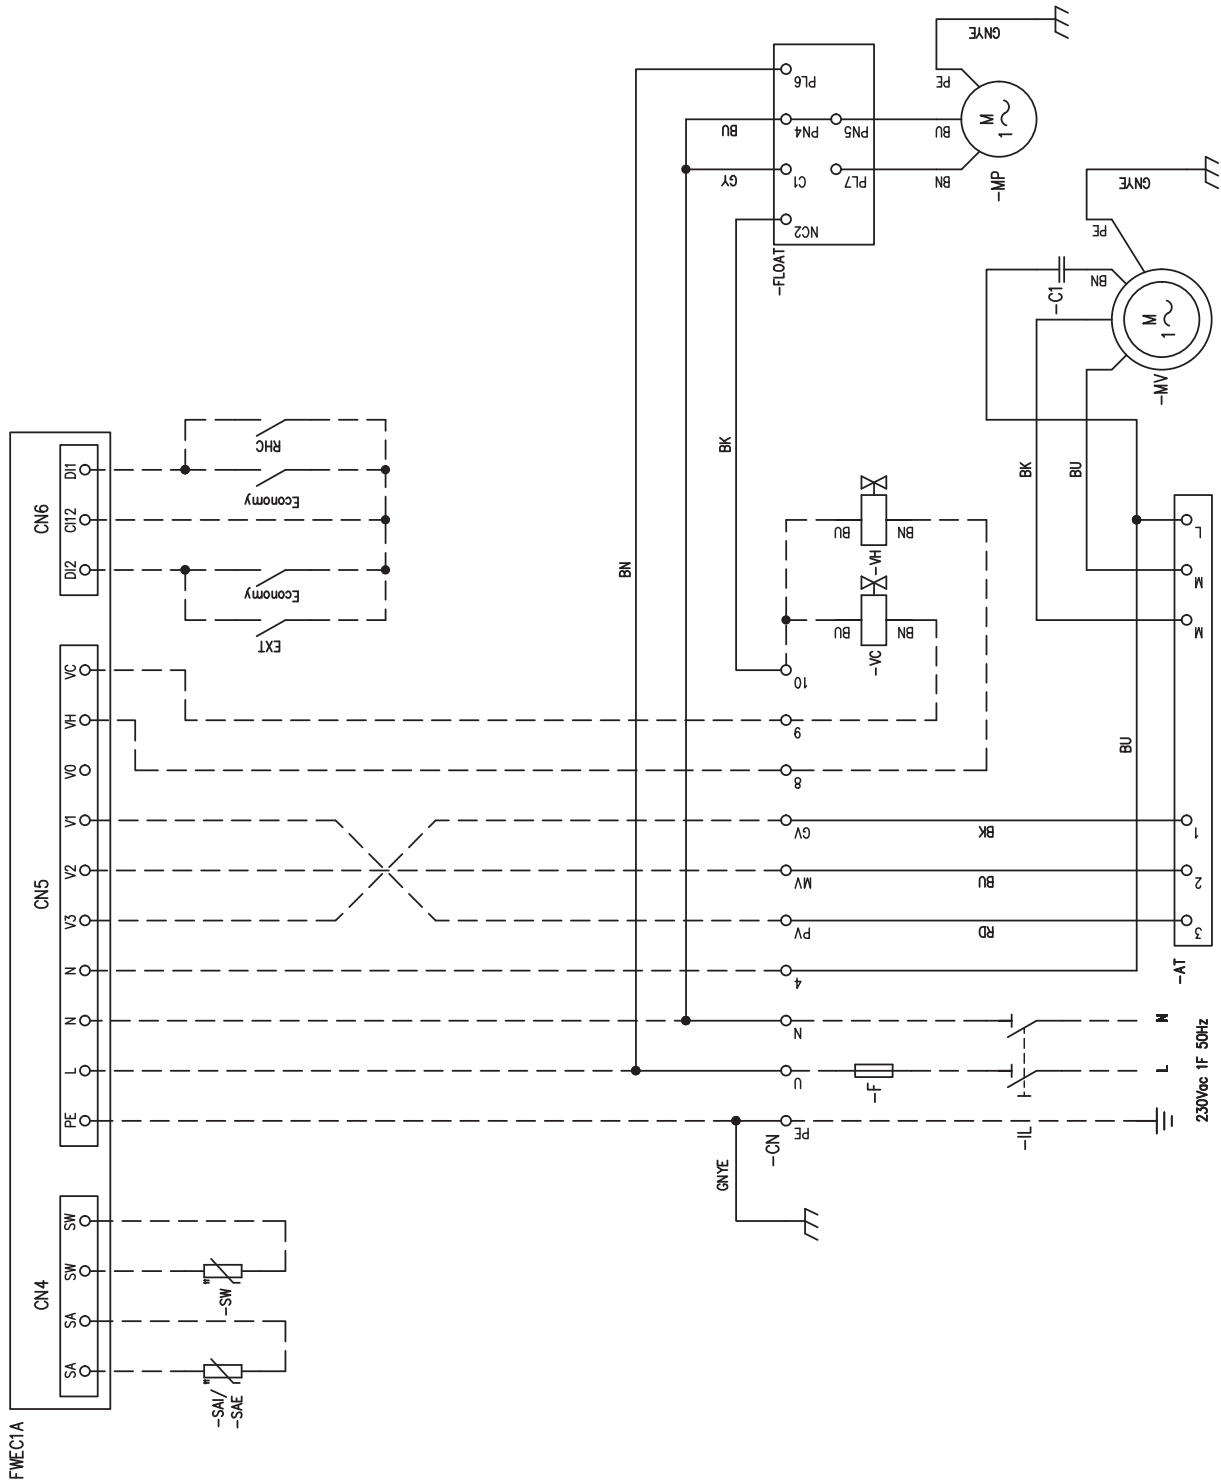 FWEC1A
CN4
CN5
CN6
SA
SA
SW
SW
PE
L
N
N
V3
V2
V1
V0
VH
VC
DI2
CI12
DI1
-SAI/
-SAE
-SW
EXT
Economy
Economy
RHC
BN
GNYE
BK
GY
BU
-CN
PE
U
N
4
PV
MV
GV
8
9
10
-FLOAT
NC2
C1
PN4
PL6
PL7
PN5
BU
BN
-VC
BU
BN
-VH
-F
BN
BU
PE
GNYE
M
1
-MP
RD
BU
BK
-IL
BK
BU
BU
-C1
BN
PE
GNYE
M
1
-MV
L
N
230Vac 1F 50Hz
-AT
3
2
1
M
M
L